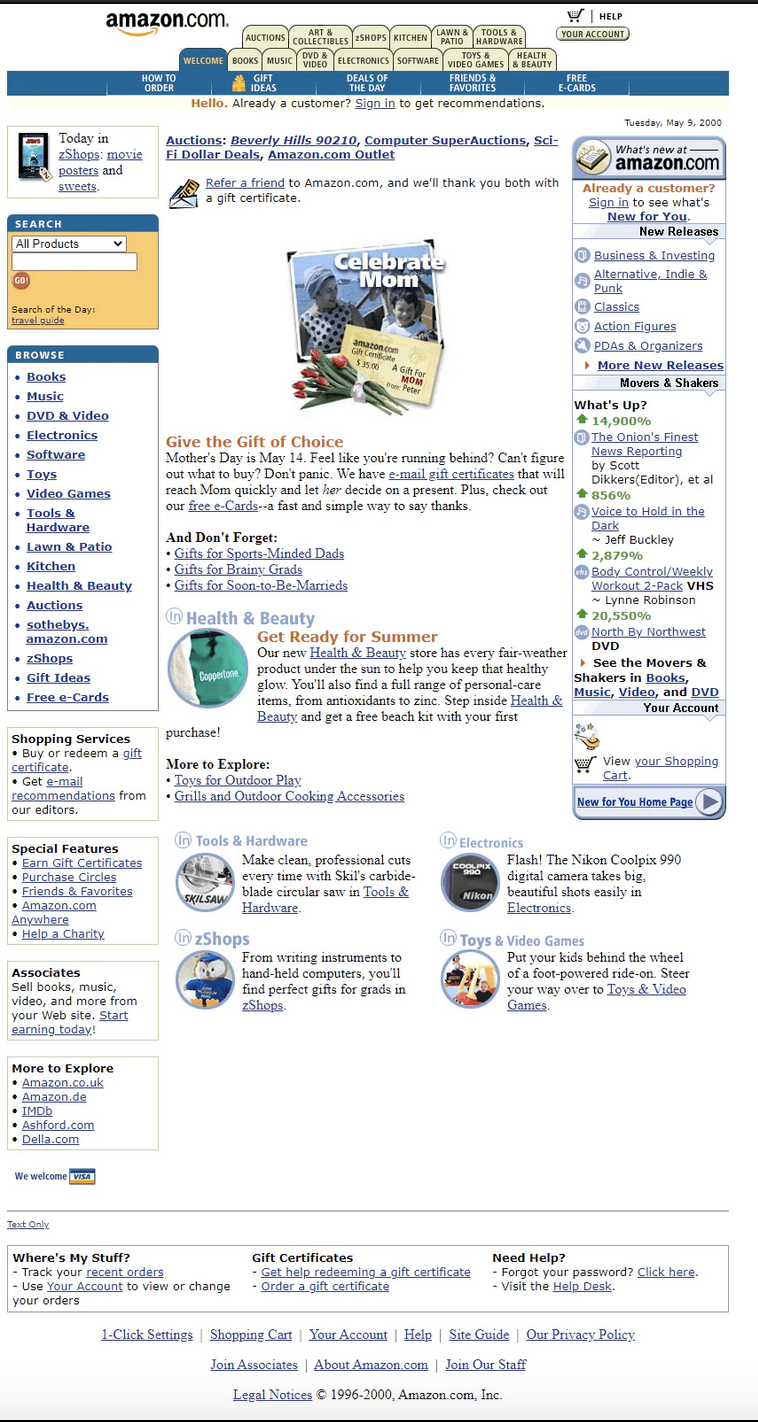 amazon.com.
HELP
YOUR ACCOUNT
AUCTIONS
ART &
COLLECTIBLES
zSHOPS
KITCHEN
LAWN &
PATIO
TOOLS &
HARDWARE
WELCOME
BOOKS
MUSIC
DVD &
VIDEO
ELECTRONICS
SOFTWARE
TOYS &
VIDEO GAMES
HEALTH
& BEAUTY
HOW TO
ORDER
GIFT
IDEAS
DEALS OF
THE DAY
FRIENDS &
FAVORITES
FREE
E-CARDS
Hello. Already a customer? Sign in to get recommendations.
Tuesday, May 9, 2000
Today in
zShops: movie
posters and
sweets.
SEARCH
All Products
GO!
Search of the Day:
travel guide
BROWSE
• Books
• Music
• DVD & Video
• Electronics
• Software
• Toys
• Video Games
• Tools &
Hardware
• Lawn & Patio
• Kitchen
• Health & Beauty
• Auctions
• sothebys.
amazon.com
• zShops
• Gift Ideas
• Free e-Cards
Shopping Services
• Buy or redeem a gift
certificate.
• Get e-mail
recommendations from
our editors.
Special Features
• Earn Gift Certificates
• Purchase Circles
• Friends & Favorites
• Amazon.com
Anywhere
• Help a Charity
Associates
Sell books, music,
video, and more from
your Web site. Start
earning today!
More to Explore
• Amazon.co.uk
• Amazon.de
• IMDb
• Ashford.com
• Della.com
We welcome VISA
Auctions: Beverly Hills 90210, Computer SuperAuctions, Sci-
Fi Dollar Deals, Amazon.com Outlet
Refer a friend to Amazon.com, and we'll thank you both with
a gift certificate.
Celebrate
Mom
amazon.com
Gift Certificate
$ 35.00
A Gift For
MOM
from: Peter
Give the Gift of Choice
Mother's Day is May 14. Feel like you're running behind? Can't figure
out what to buy? Don't panic. We have e-mail gift certificates that will
reach Mom quickly and let her decide on a present. Plus, check out
our free e-Cards--a fast and simple way to say thanks.
And Don't Forget:
• Gifts for Sports-Minded Dads
• Gifts for Brainy Grads
• Gifts for Soon-to-Be-Marrieds
In Health & Beauty
Coppertone
Get Ready for Summer
Our new Health & Beauty store has every fair-weather
product under the sun to help you keep that healthy
glow. You'll also find a full range of personal-care
items, from antioxidants to zinc. Step inside Health &
Beauty and get a free beach kit with your first
purchase!
More to Explore:
• Toys for Outdoor Play
• Grills and Outdoor Cooking Accessories
In Tools & Hardware
SKILSAW
Make clean, professional cuts
every time with Skil's carbide-
blade circular saw in Tools &
Hardware.
In Electronics
COOLPIX
990
Nikon
Flash! The Nikon Coolpix 990
digital camera takes big,
beautiful shots easily in
Electronics.
In zShops
From writing instruments to
hand-held computers, you'll
find perfect gifts for grads in
zShops.
In Toys & Video Games
Put your kids behind the wheel
of a foot-powered ride-on. Steer
your way over to Toys & Video
Games.
What's new at
amazon.com
Already a customer?
Sign in to see what's
New for You.
New Releases
Business & Investing
Alternative, Indie &
Punk
Classics
Action Figures
PDAs & Organizers
More New Releases
Movers & Shakers
What's Up?
14,900%
The Onion's Finest
News Reporting
by Scott
Dikkers(Editor), et al
856%
Voice to Hold in the
Dark
~ Jeff Buckley
2,879%
vhs Body Control/Weekly
Workout 2-Pack VHS
~ Lynne Robinson
20,550%
dvd North By Northwest
DVD
See the Movers &
Shakers in Books,
Music, Video, and DVD
Your Account
View your Shopping
Cart.
New for You Home Page
Text Only
Where's My Stuff?
- Track your recent orders
- Use Your Account to view or change
your orders
Gift Certificates
- Get help redeeming a gift certificate
- Order a gift certificate
Need Help?
- Forgot your password? Click here.
- Visit the Help Desk.
1-Click Settings | Shopping Cart | Your Account | Help | Site Guide | Our Privacy Policy
Join Associates | About Amazon.com | Join Our Staff
Legal Notices © 1996-2000, Amazon.com, Inc.